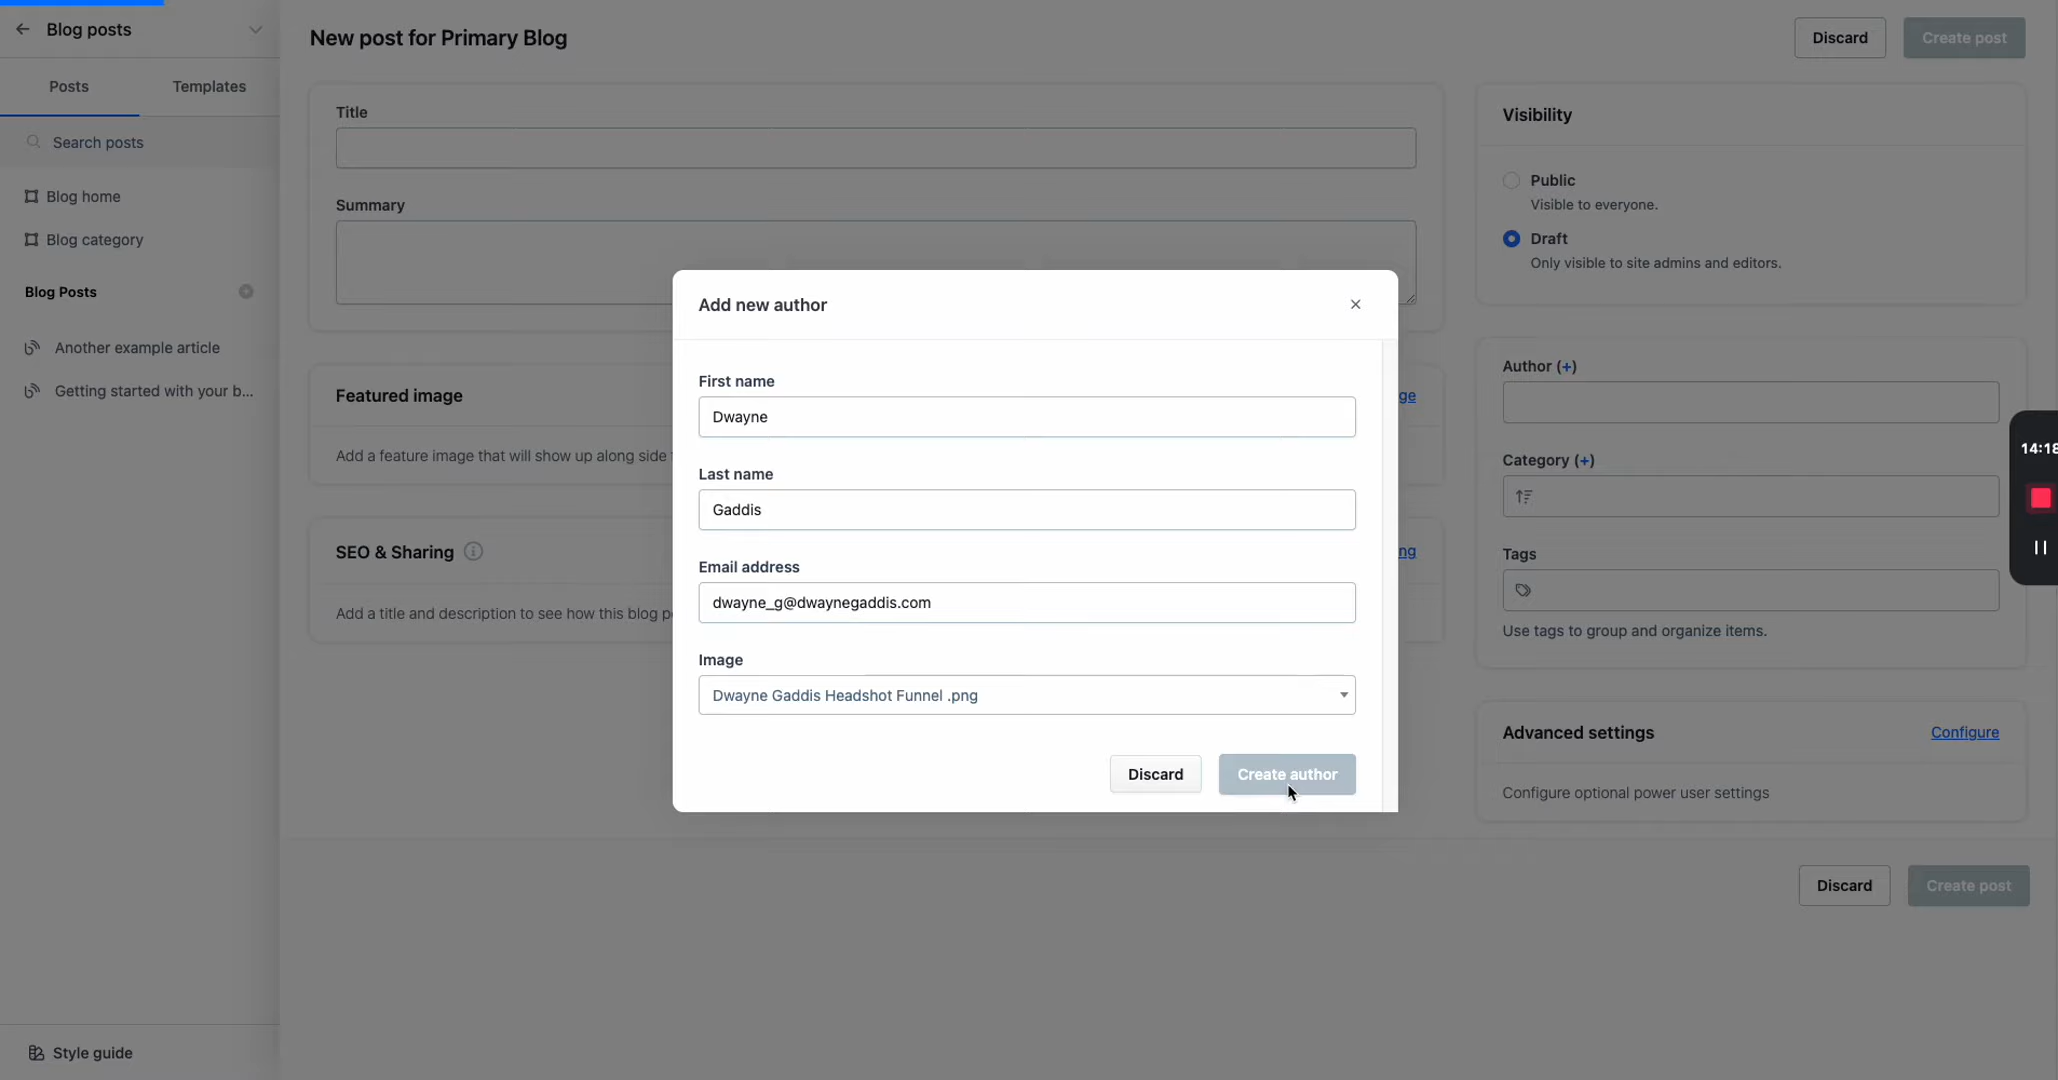 Blog posts
New post for Primary Blog
Discard
Create post
Posts
Templates
Search posts
Blog home
Blog category
Blog Posts
Another example article
Getting started with your b...
Style guide
Title
Summary
Featured image
ge
Add a feature image that will show up along side
SEO & Sharing
ng
Add a title and description to see how this blog p
Add new author
First name
Dwayne
Last name
Gaddis
Email address
dwayne_g@dwaynegaddis.com
Image
Dwayne Gaddis Headshot Funnel .png
Discard
Create author
Visibility
Public
Visible to everyone.
Draft
Only visible to site admins and editors.
Author (+)
Category (+)
Tags
Use tags to group and organize items.
Advanced settings
Configure
Configure optional power user settings
Discard
Create post
14:18